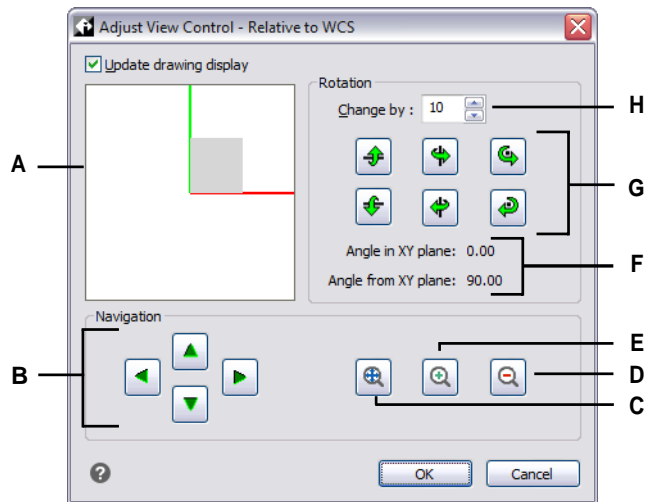 Adjust View Control - Relative to WCS
Update drawing display
Rotation
Change by : 10
H
A
G
Angle in XY plane: 0.00
F
Angle from XY plane: 90.00
Navigation
E
B
D
C
?
OK
Cancel